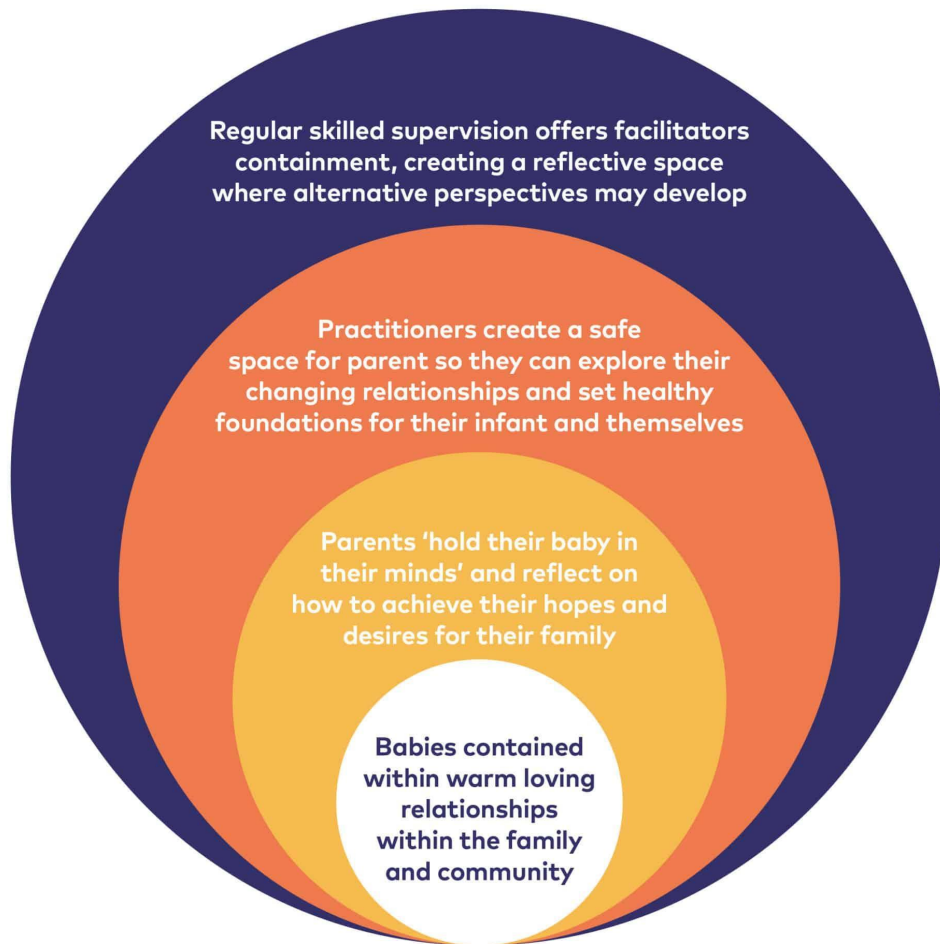 Regular skilled supervision offers facilitators
containment, creating a reflective space
where alternative perspectives may develop
Practitioners create a safe
space for parent so they can explore their
changing relationships and set healthy
foundations for their infant and themselves
Parents ‘hold their baby in
their minds’ and reflect on
how to achieve their hopes and
desires for their family
Babies contained
within warm loving
relationships
within the family
and community